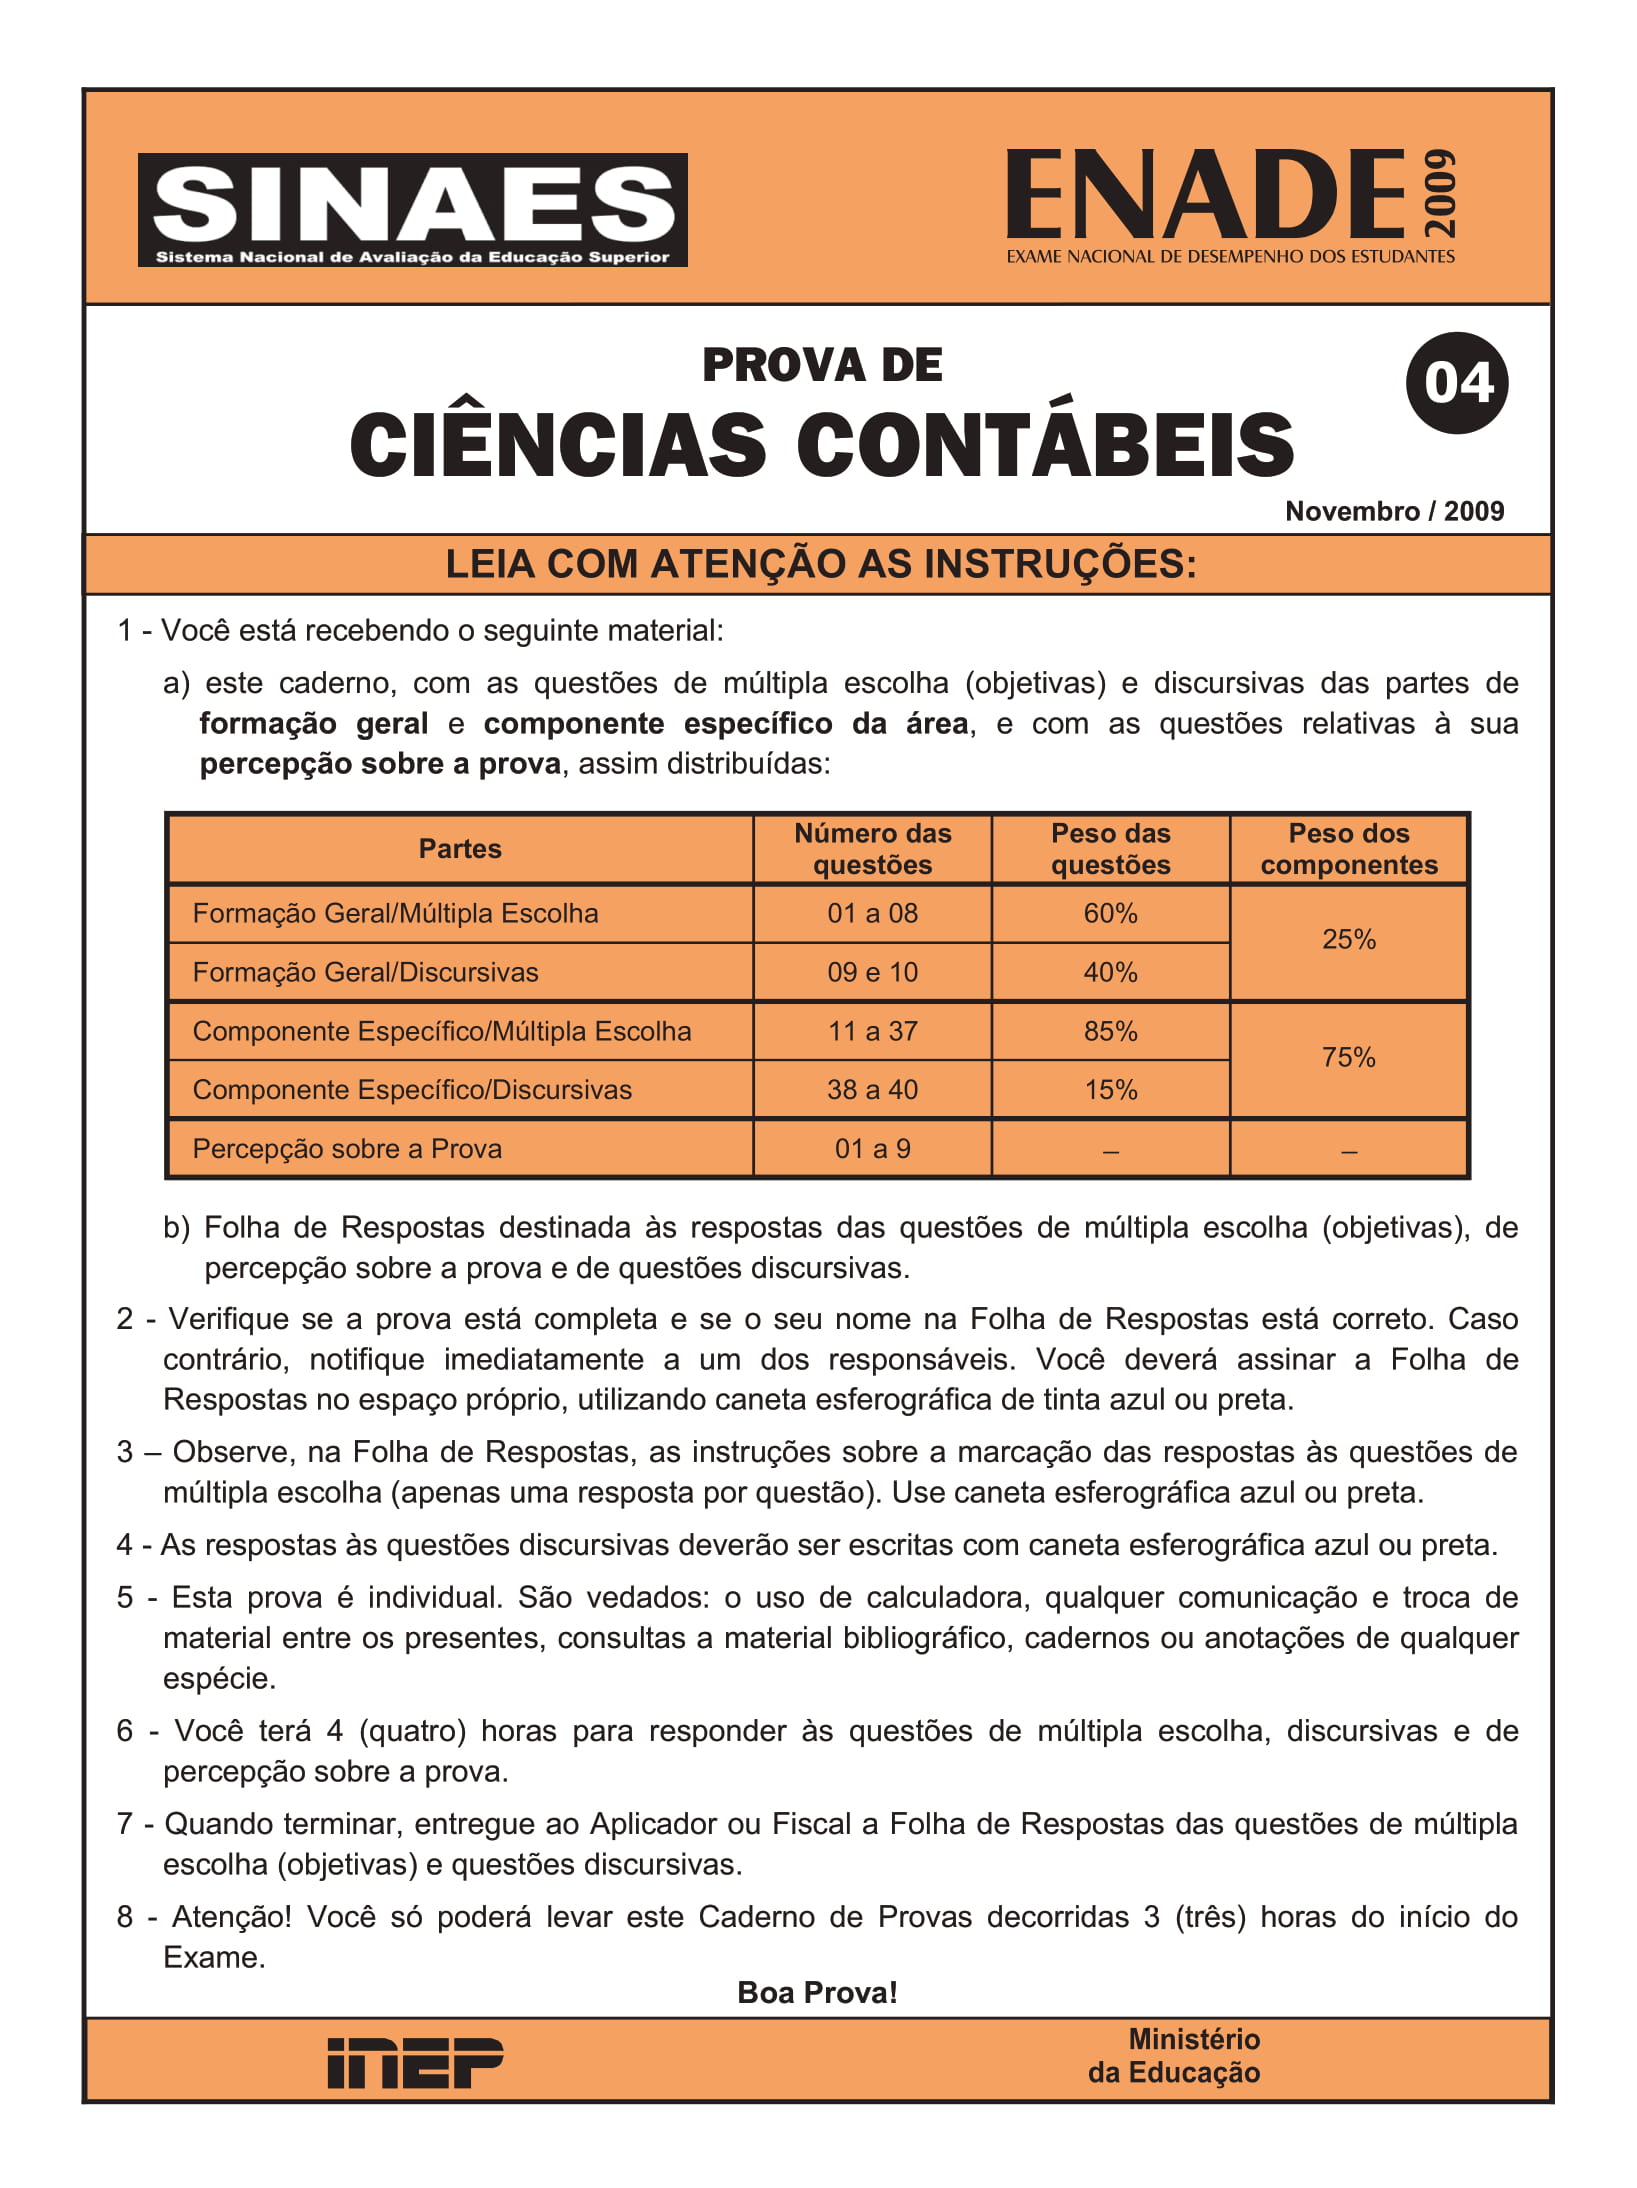 SINAES
Sistema Nacional de Avaliação da Educação Superior
ENADE 2009
EXAME NACIONAL DE DESEMPENHO DOS ESTUDANTES
PROVA DE
04
CIÊNCIAS CONTÁBEIS
Novembro / 2009
LEIA COM ATENÇÃO AS INSTRUÇÕES:
1 - Você está recebendo o seguinte material:
a) este caderno, com as questões de múltipla escolha (objetivas) e discursivas das partes de
formação geral e componente específico da área, e com as questões relativas à sua
percepção sobre a prova, assim distribuídas:
Partes
Número das
questões
Peso das
questões
Peso dos
componentes
Formação Geral/Múltipla Escolha 01 a 08 60%
25%
Formação Geral/Discursivas 09 e 10 40%
Componente Específico/Múltipla Escolha 11 a 37 85%
75%
Componente Específico/Discursivas 38 a 40 15%
Percepção sobre a Prova 01 a 9 – –
b) Folha de Respostas destinada às respostas das questões de múltipla escolha (objetivas), de
percepção sobre a prova e de questões discursivas.
2 - Verifique se a prova está completa e se o seu nome na Folha de Respostas está correto. Caso
contrário, notifique imediatamente a um dos responsáveis. Você deverá assinar a Folha de
Respostas no espaço próprio, utilizando caneta esferográfica de tinta azul ou preta.
3 – Observe, na Folha de Respostas, as instruções sobre a marcação das respostas às questões de
múltipla escolha (apenas uma resposta por questão). Use caneta esferográfica azul ou preta.
4 - As respostas às questões discursivas deverão ser escritas com caneta esferográfica azul ou preta.
5 - Esta prova é individual. São vedados: o uso de calculadora, qualquer comunicação e troca de
material entre os presentes, consultas a material bibliográfico, cadernos ou anotações de qualquer
espécie.
6 - Você terá 4 (quatro) horas para responder às questões de múltipla escolha, discursivas e de
percepção sobre a prova.
7 - Quando terminar, entregue ao Aplicador ou Fiscal a Folha de Respostas das questões de múltipla
escolha (objetivas) e questões discursivas.
8 - Atenção! Você só poderá levar este Caderno de Provas decorridas 3 (três) horas do início do
Exame.
Boa Prova!
INEP
Ministério
da Educação